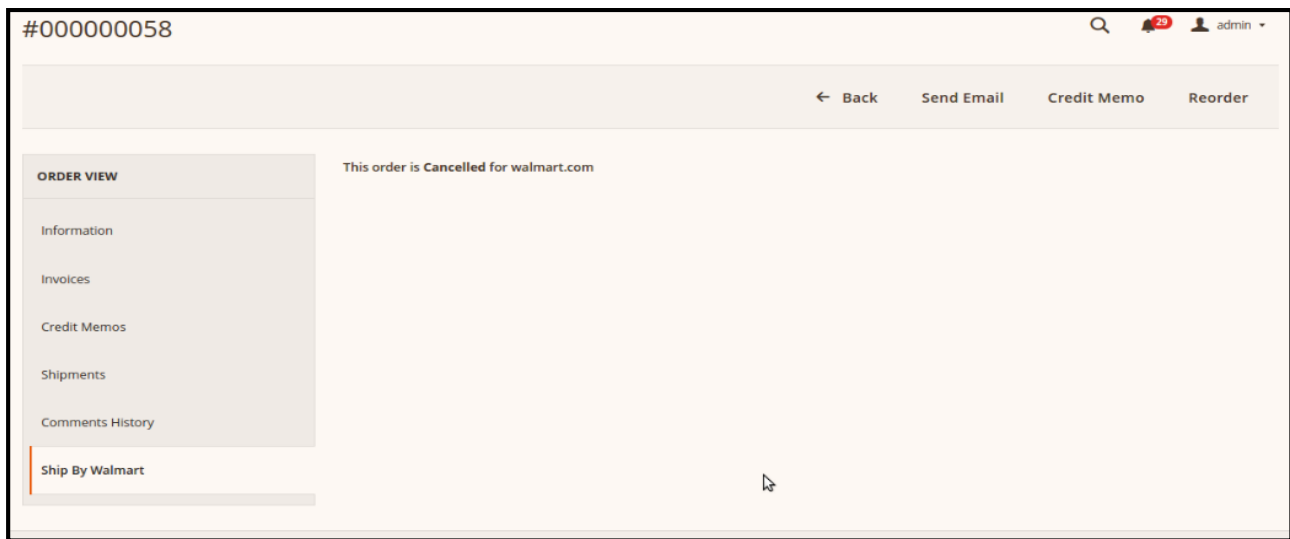 #000000058
29
admin
Back
Send Email
Credit Memo
Reorder
ORDER VIEW
Information
Invoices
Credit Memos
Shipments
Comments History
Ship By Walmart
This order is Cancelled for walmart.com